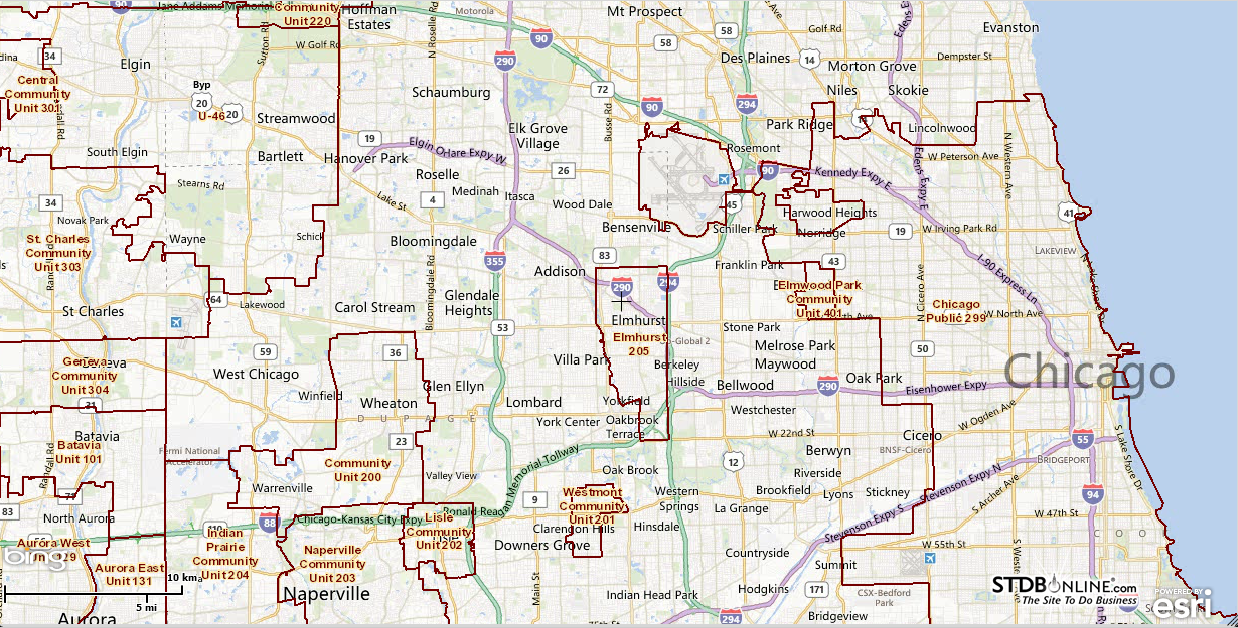 Jane Addams Memorial
Community
Unit 220
Hoffman
Estates
Motorola
Mt Prospect
Golf Rd
Evanston
W Golf Rd
Sutton Rd
N Roselle Rd
Edens E
34
90
58
58
Elgin
290
Des Plaines
14
Dempster St
Morton Grove
Central
Community
Unit 301
Byp
20
U-46
20
Schaumburg
72
90
294
Niles
Skokie
Streamwood
Busse Rd
Elk Grove
Village
Park Ridge
14
Lincolnwood
19
Elgin OHare Expy W
South Elgin
Bartlett
Hanover Park
Rosemont
W Peterson Ave
N Western Ave
Edens Expy E
Roselle
26
90
Kennedy Expy E
Stearns Rd
Medinah
Itasca
34
Lake St
4
Wood Dale
45
Harwood Heights
41
Novak Park
Bensenville
Schiller Park
Norridge
19
W Irving Park Rd
St. Charles
Community
Unit 303
Wayne
Schick
Bloomingdale
LAKEVIEW
83
355
Franklin Park
43
I-90 Express Ln
Addison
290
294
Elmwood Park
Community
Unit 401
N Cicero Ave
Bloomingdale Rd
64
Lakewood
Carol Stream
Glendale
Heights
Chicago
Public 299
W North Ave
St Charles
Elmhurst
53
Stone Park
Elmhurst
205
59
36
Melrose Park
50
Geneva
Community
Unit 304
Villa Park
Berkeley
Maywood
Chicago
West Chicago
Glen Ellyn
Hillside
Bellwood
290
Oak Park
Eisenhower Expy
Winfield
Wheaton
Lombard
Yorkfield
31
DUPAGE
Westchester
W Ogden Ave
York Center
Oakbrook
Terrace
Batavia
Batavia
Unit 101
23
W 22nd St
Cicero
55
Fermi National
Accelerator
Berwyn
BNSF-Cicero
BRIDGEPORT
S Lake Shore Dr
Randall Rd
Community
Unit 200
Valley View
Oak Brook
12
Riverside
Stevenson Expy N
Warrenville
Brookfield
Lyons
Stickney
94
S Archer Ave
9
Westmont
Community
Unit 201
Western
Springs
La Grange
Stevenson Expy S
W 47th St
83
North Aurora
88
Chicago-Kansas City Expy
Ronald Reagan Memorial Tollway
Lisle
Community
Unit 202
Clarendon Hills
Hinsdale
COO
Indian
Prairie
Community
Unit 204
Naperville
Community
Unit 203
Downers Grove
W 55th St
Aurora West
Countryside
Summit
S Western
bing
Aurora East
Unit 131
10 km
5 mi
Naperville
Main St
Indian Head Park
Hodgkins
171
CSX-Bedford
Park
STDBONLINE.com
The Site To Do Business
POWERED BY
esri
Aurora
75th St
294
Bridgeview